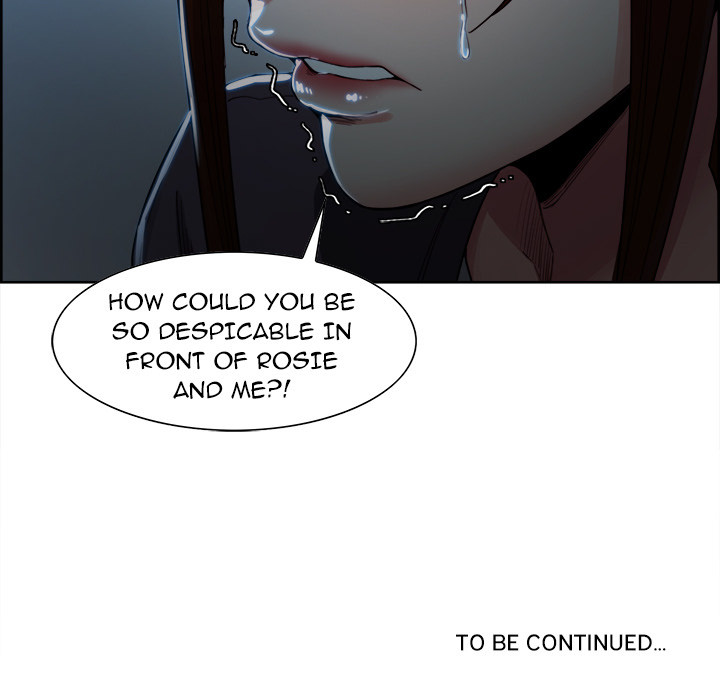 HOW COULD YOU BE
SO DESPICABLE IN
FRONT OF ROSIE
AND ME?!
TO BE CONTINUED...